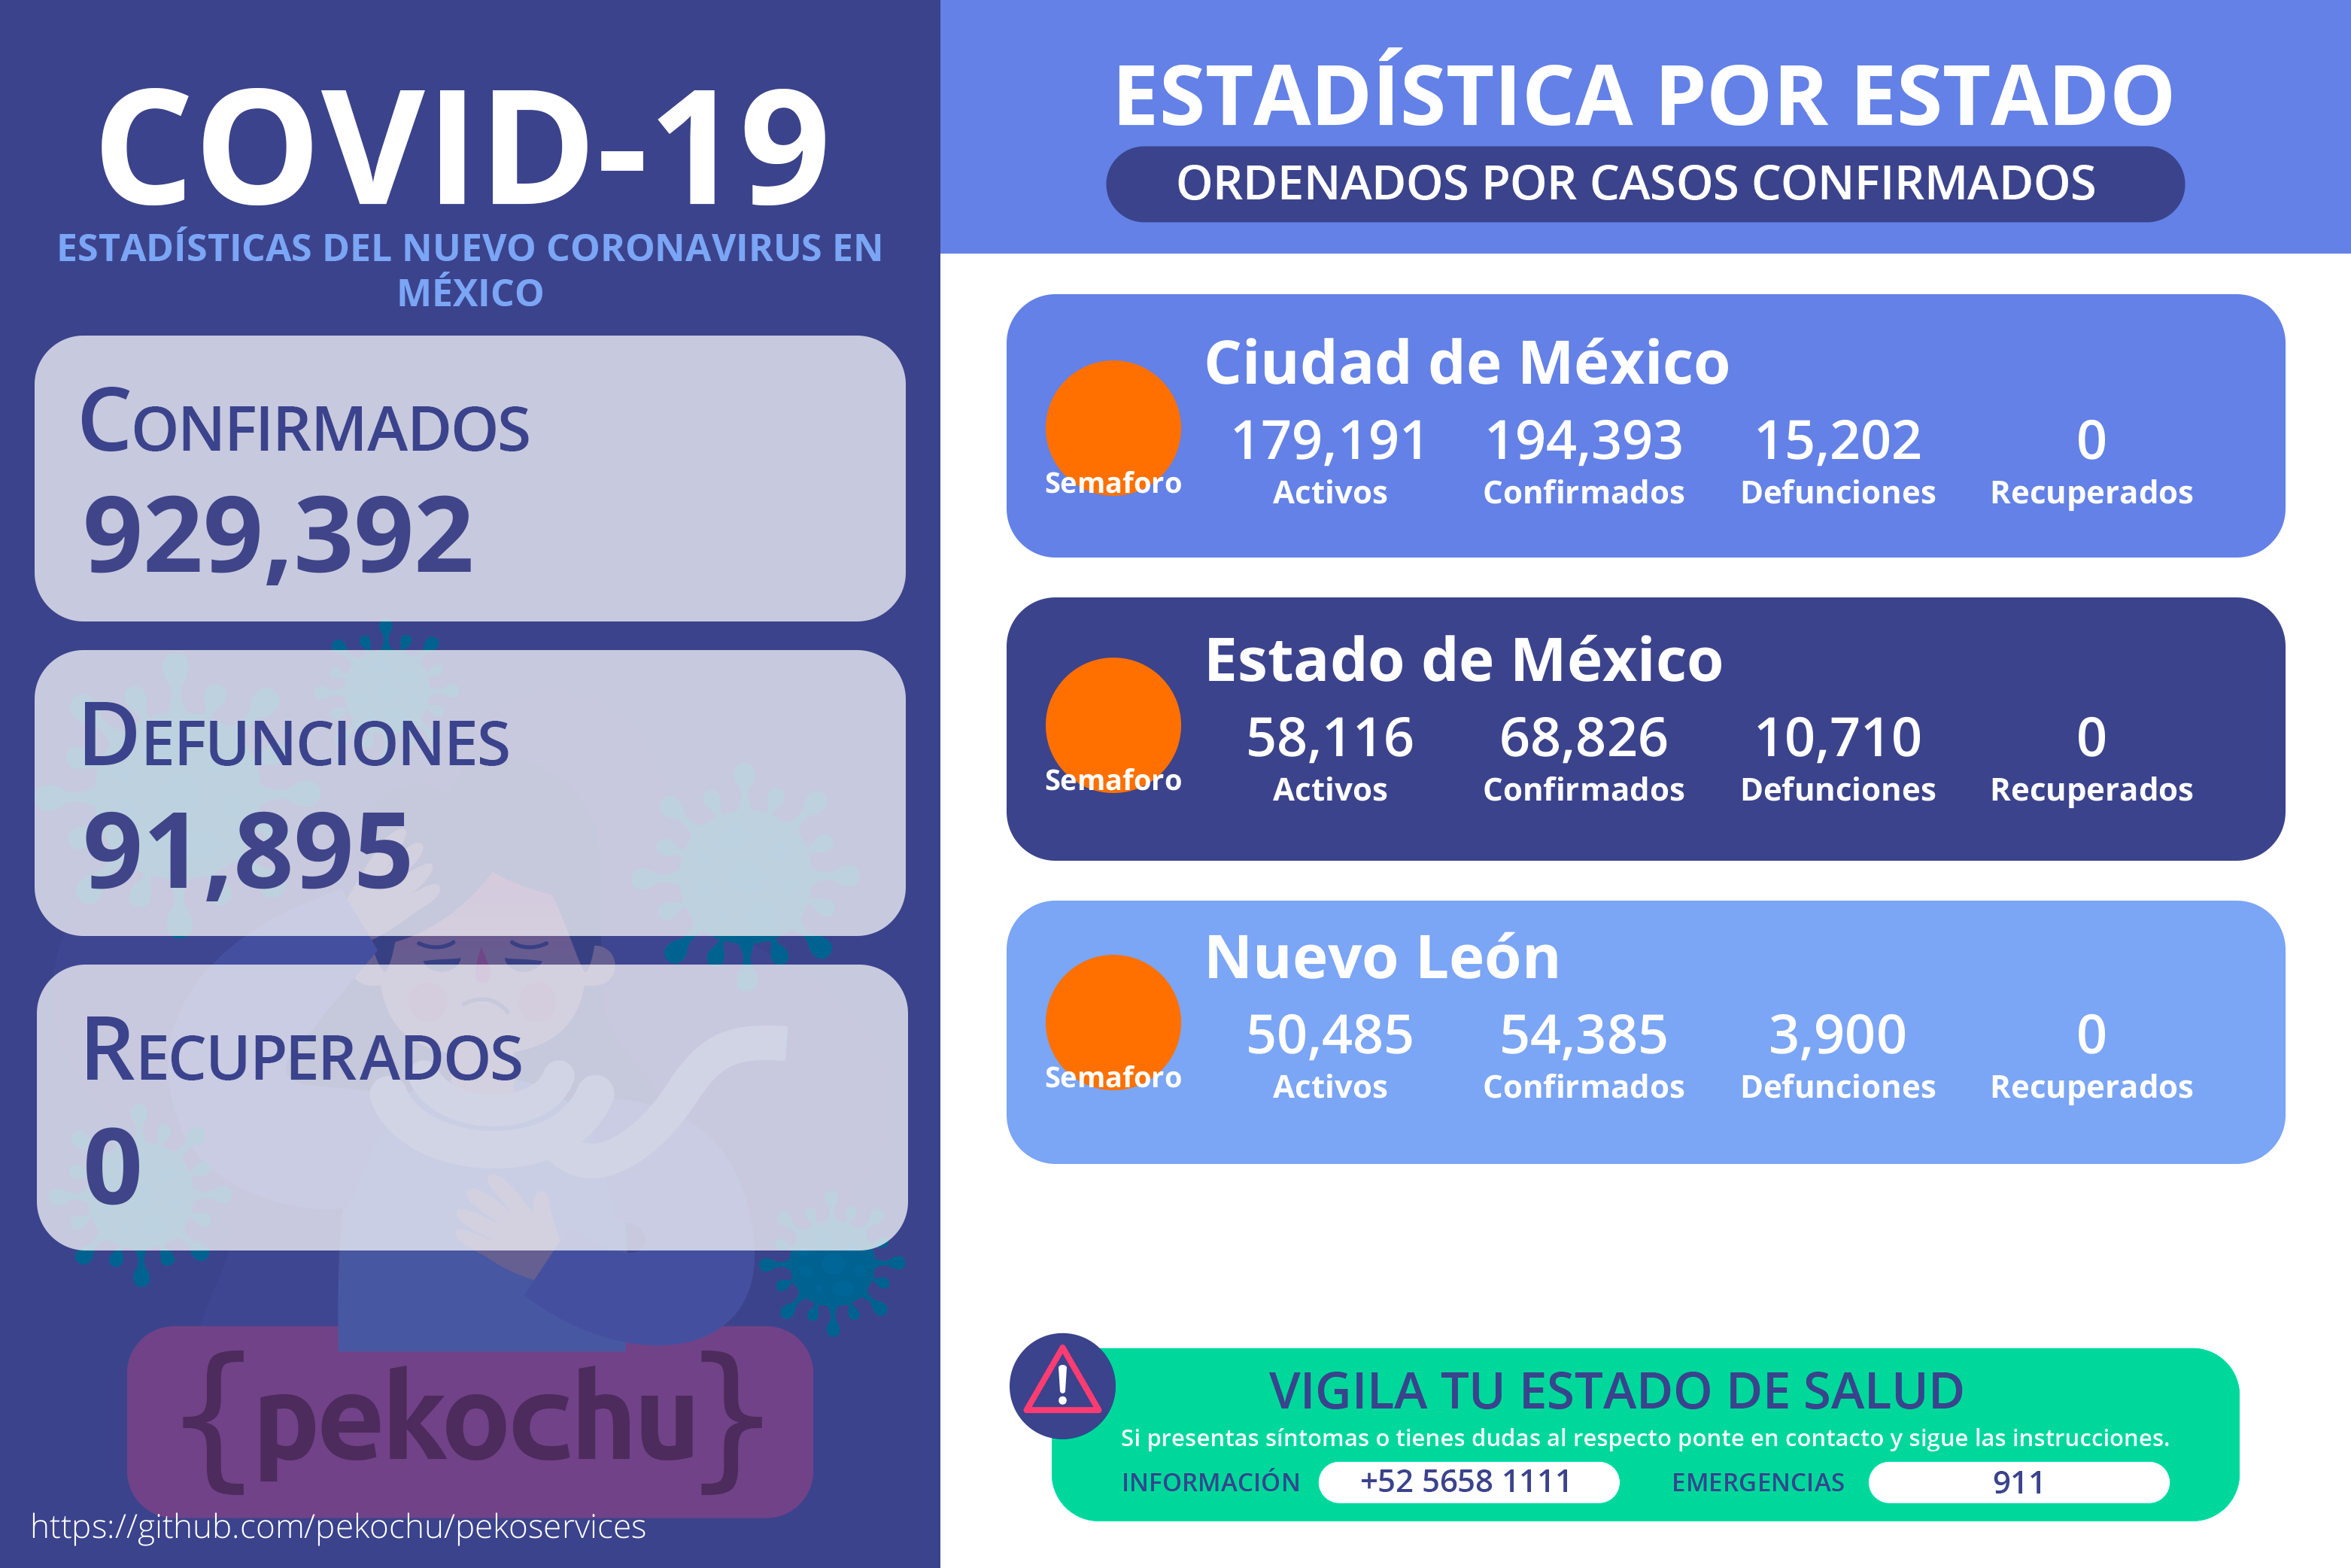 COVID-19
ESTADÍSTICAS DEL NUEVO CORONAVIRUS EN
MÉXICO
CONFIRMADOS
929,392
DEFUNCIONES
91,895
RECUPERADOS
0
{pekochu}
https://github.com/pekochu/pekoservices
ESTADÍSTICA POR ESTADO
ORDENADOS POR CASOS CONFIRMADOS
Ciudad de México
179,191 194,393 15,202 0
Semaforo Activos Confirmados Defunciones Recuperados
Estado de México
58,116 68,826 10,710 0
Semaforo Activos Confirmados Defunciones Recuperados
Nuevo León
50,485 54,385 3,900 0
Semaforo Activos Confirmados Defunciones Recuperados
VIGILA TU ESTADO DE SALUD
Si presentas síntomas o tienes dudas al respecto ponte en contacto y sigue las instrucciones.
INFORMACIÓN +52 5658 1111 EMERGENCIAS 911